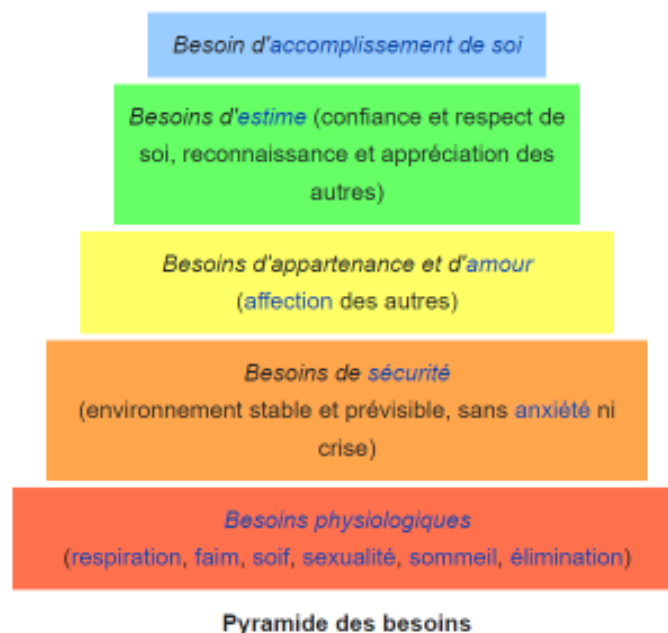 Besoin d'accomplissement de soi
Besoins d'estime (confiance et respect de
soi, reconnaissance et appréciation des
autres)
Besoins d'appartenance et d'amour
(affection des autres)
Besoins de sécurité
(environnement stable et prévisible, sans anxiété ni
crise)
Besoins physiologiques
(respiration, faim, soif, sexualité, sommeil, élimination)
Pyramide des besoins